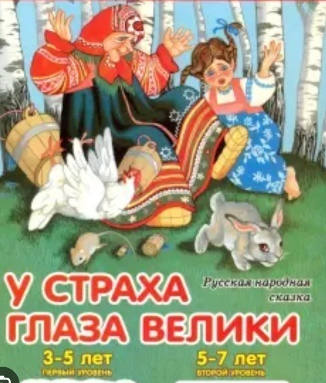 Русская народная
сказка
У СТРАХА
ГЛАЗА ВЕЛИКИ
3-5 лет
ПЕРВЫЙ УРОВЕНЬ
5-7 лет
ВТОРОЙ УРОВЕНЬ